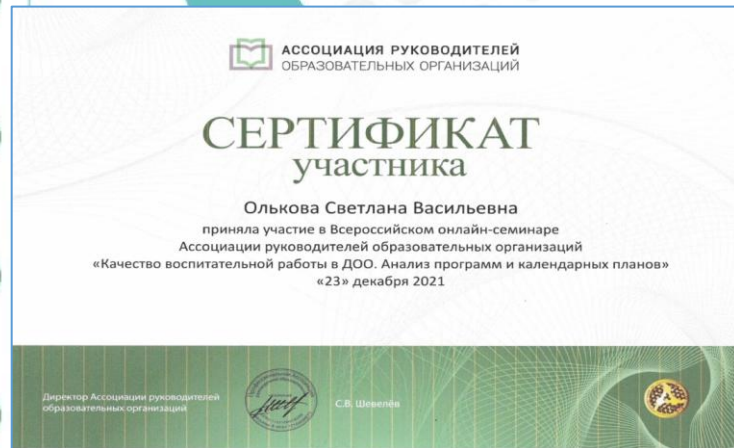 АССОЦИАЦИЯ РУКОВОДИТЕЛЕЙ
ОБРАЗОВАТЕЛЬНЫХ ОРГАНИЗАЦИЙ
СЕРТИФИКАТ
участника
Олькова Светлана Васильевна
приняла участие в Всероссийском онлайн-семинаре
Ассоциации руководителей образовательных организаций
«Качество воспитательной работы в ДОО. Анализ программ и календарных планов»
«23» декабря 2021
Директор Ассоциации руководителей
образовательных организаций
С.В. Шевелёв